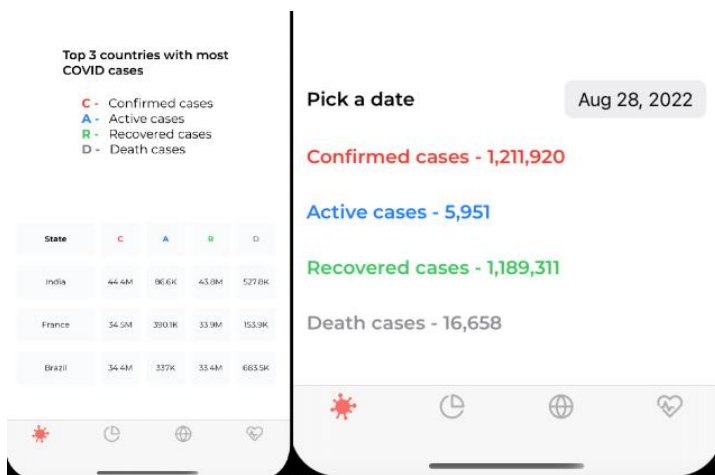 Top 3 countries with most
COVID cases
C - Confirmed cases
A - Active cases
R - Recovered cases
D - Death cases
State C A R D
India 44.4M 86.6K 43.8M 527.8K
France 34.5M 390.1K 33.9M 153.9K
Brazil 34.4M 337K 33.4M 683.5K
Pick a date Aug 28, 2022
Confirmed cases - 1,211,920
Active cases - 5,951
Recovered cases - 1,189,311
Death cases - 16,658